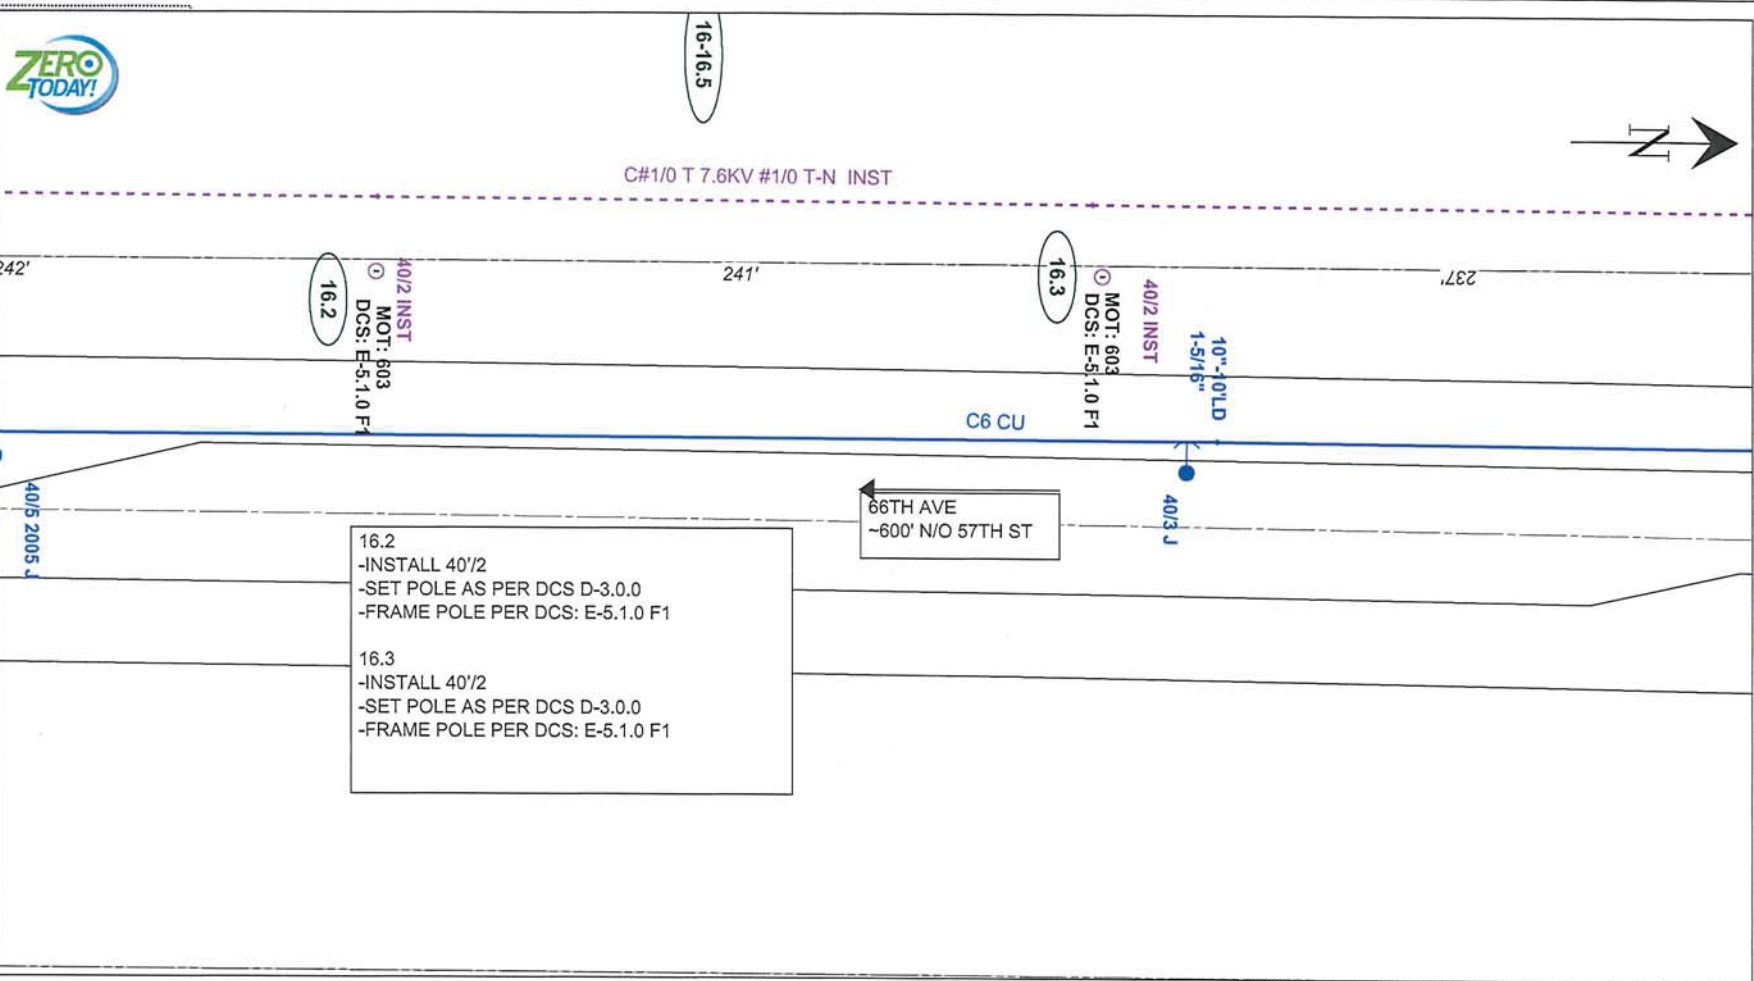 ZERO
TODAY!
16-16.5
N
C#1/0 T 7.6KV #1/0 T-N INST
242'
241'
237'
16.2
40/2 INST
MOT: 603
DCS: E-5.1.0 F1
16.3
40/2 INST
MOT: 603
DCS: E-5.1.0 F1
10"-10'LD
1-5/16"
C6 CU
40/5 2005 J
40/3 J
66TH AVE
~600' N/O 57TH ST
16.2
-INSTALL 40'/2
-SET POLE AS PER DCS D-3.0.0
-FRAME POLE PER DCS: E-5.1.0 F1
16.3
-INSTALL 40'/2
-SET POLE AS PER DCS D-3.0.0
-FRAME POLE PER DCS: E-5.1.0 F1